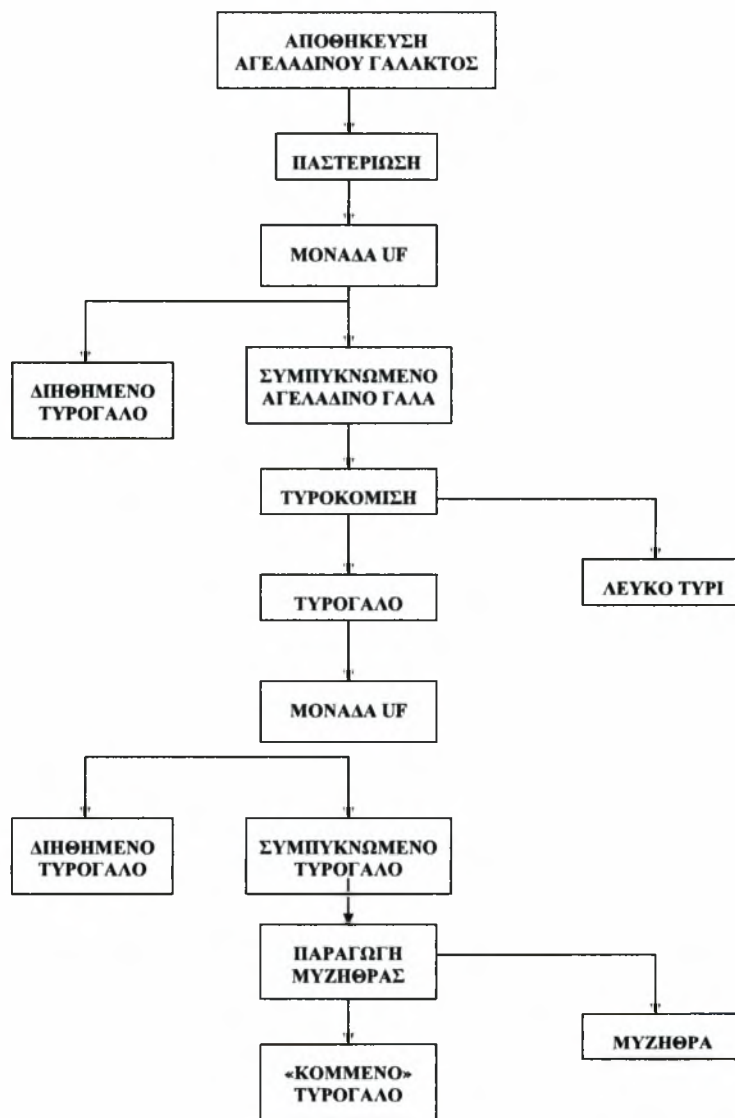 ΑΠΟΘΗΚΕΥΣΗ
ΑΓΕΛΑΔΙΝΟΥ ΓΑΛΑΚΤΟΣ
ΠΑΣΤΕΡΙΩΣΗ
ΜΟΝΑΔΑ UF
ΔΙΗΘΗΜΕΝΟ
ΤΥΡΟΓΑΛΟ
ΣΥΜΠΥΚΝΩΜΕΝΟ
ΑΓΕΛΑΔΙΝΟ ΓΑΛΑ
ΤΥΡΟΚΟΜΙΣΗ
ΛΕΥΚΟ ΤΥΡΙ
ΤΥΡΟΓΑΛΟ
ΜΟΝΑΔΑ UF
ΔΙΗΘΗΜΕΝΟ
ΤΥΡΟΓΑΛΟ
ΣΥΜΠΥΚΝΩΜΕΝΟ
ΤΥΡΟΓΑΛΟ
ΠΑΡΑΓΩΓΗ
ΜΥΖΗΘΡΑΣ
ΜΥΖΗΘΡΑ
«ΚΟΜΜΕΝΟ»
ΤΥΡΟΓΑΛΟ